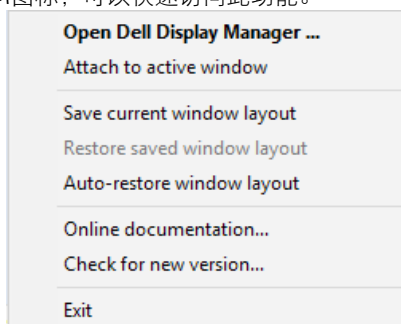 图标，可以快速访问此功能。
Open Dell Display Manager ...
Attach to active window
Save current window layout
Restore saved window layout
Auto-restore window layout
Online documentation...
Check for new version...
Exit